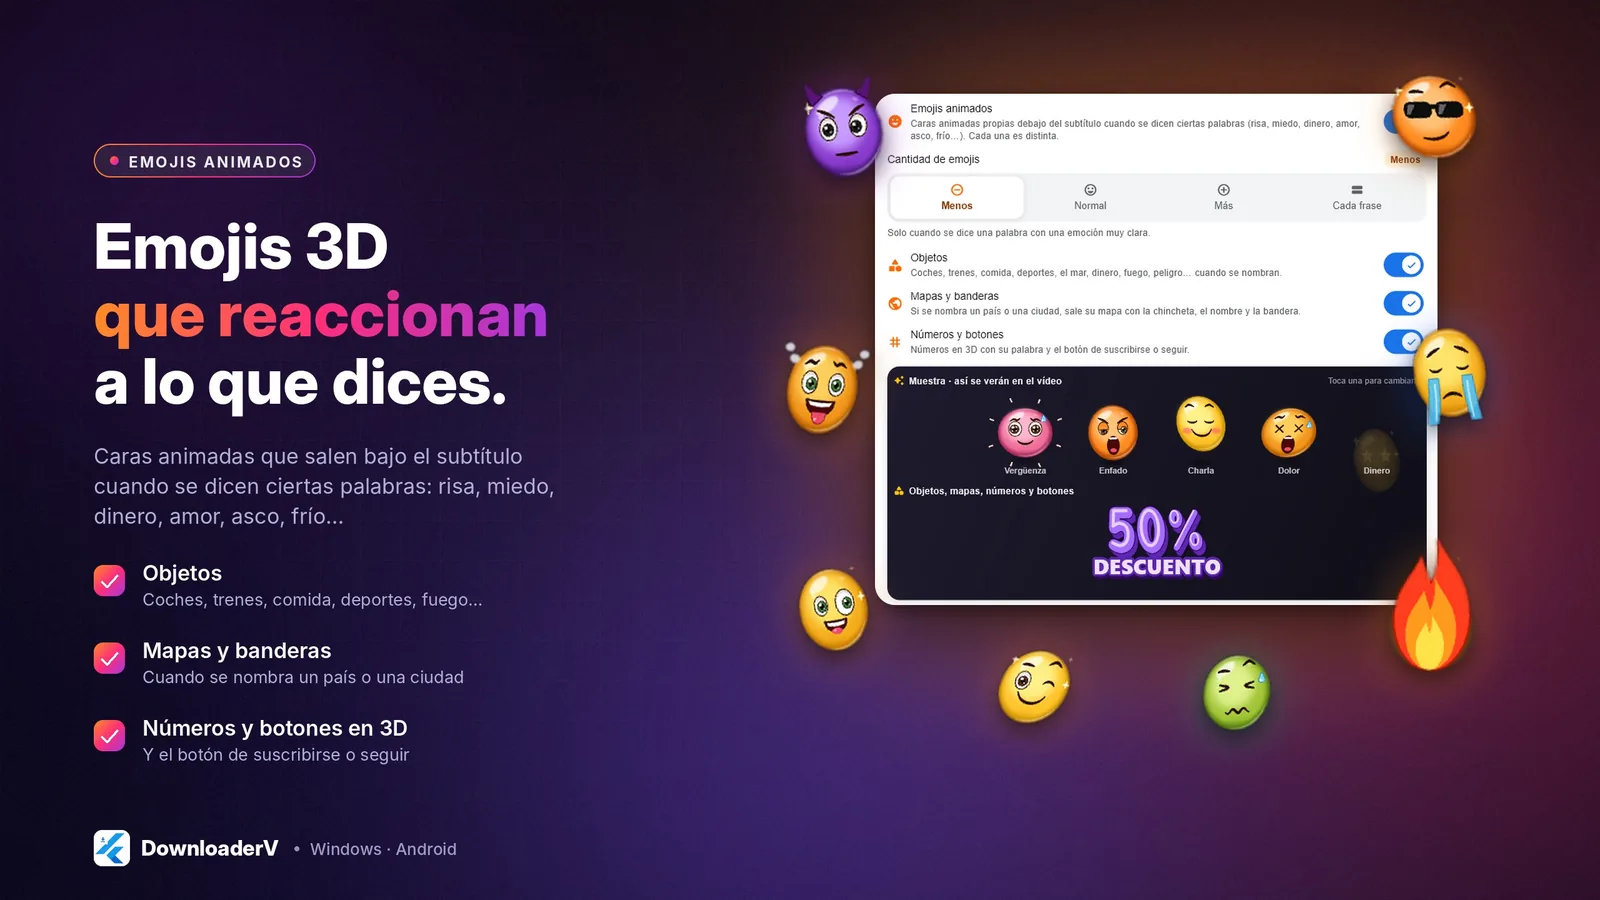 EMOJIS ANIMADOS
Emojis 3D
que reaccionan
a lo que dices.
Caras animadas que salen bajo el subtítulo
cuando se dicen ciertas palabras: risa, miedo,
dinero, amor, asco, frío...
Objetos
Coches, trenes, comida, deportes, fuego...
Mapas y banderas
Cuando se nombra un país o una ciudad
Números y botones en 3D
Y el botón de suscribirse o seguir
DownloaderV • Windows · Android
Emojis animados
Caras animadas propias debajo del subtítulo cuando se dicen ciertas palabras (risa, miedo, dinero, amor,
asco, frío...). Cada una es distinta.
Cantidad de emojis
Menos
Menos
Normal
Más
Cada frase
Solo cuando se dice una palabra con una emoción muy clara.
Objetos
Coches, trenes, comida, deportes, el mar, dinero, fuego, peligro... cuando se nombran.
Mapas y banderas
Si se nombra un país o una ciudad, sale su mapa con la chincheta, el nombre y la bandera.
Números y botones
Números en 3D con su palabra y el botón de suscribirse o seguir.
Muestra - así se verán en el vídeo
Toca una para cambiar
Vergüenza
Enfado
Charla
Dolor
Dinero
Objetos, mapas, números y botones
50%
DESCUENTO